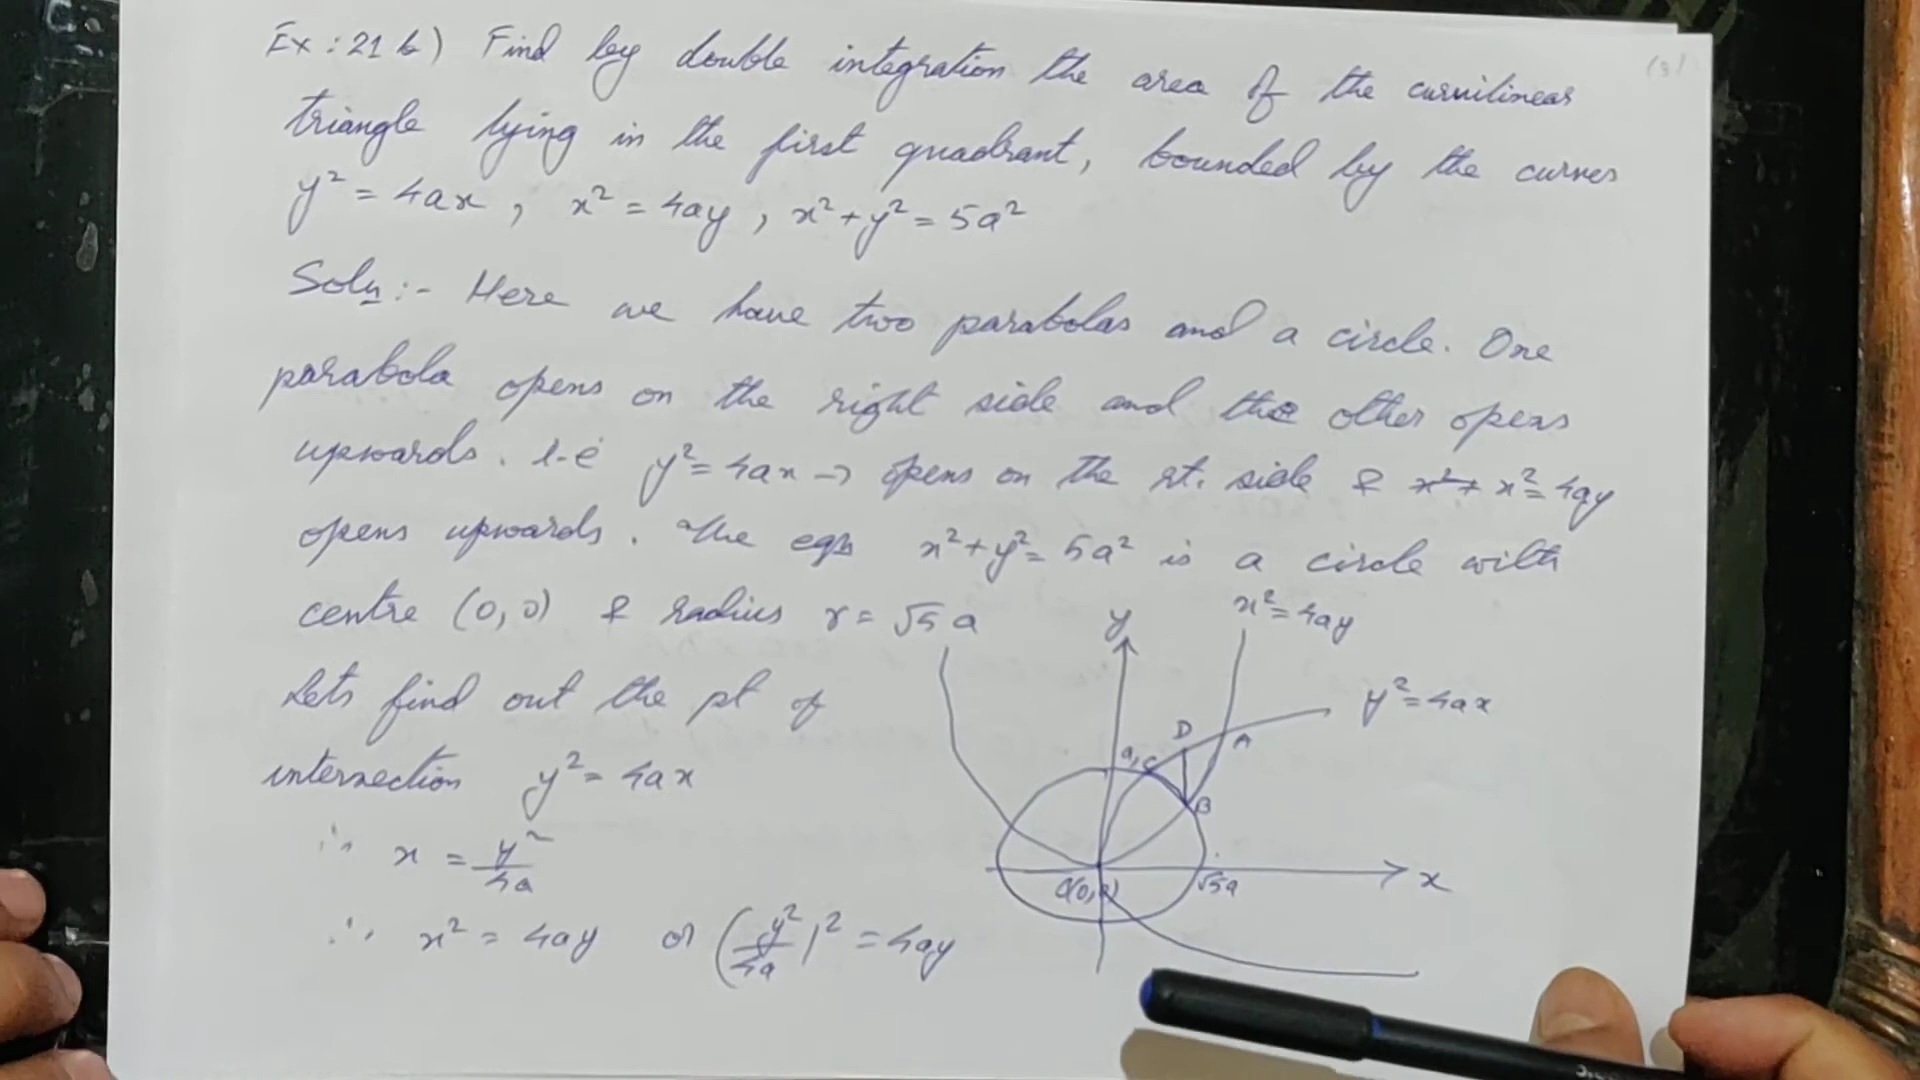 (3)
Ex : 21 b) Find by double integration the area of the curvilinear
triangle lying in the first quadrant, bounded by the curves
y² = 4ax , x² = 4ay , x² + y² = 5a²
Soln :- Here we have two parabolas and a circle. One
parabola opens on the right side and the other opens
upwards. i-e y² = 4ax → opens on the rt. side & x² + x² = 4ay
opens upwards. The eqn x² + y² = 5a² is a circle with
centre (0,0) & radius r = √5 a
Lets find out the pt of
intersection y² = 4ax
∴ x = y²/4a
∴ x² = 4ay or (y²/4a)² = 4ay
y
x² = 4ay
y² = 4ax
D
A
C
B
√5a
x